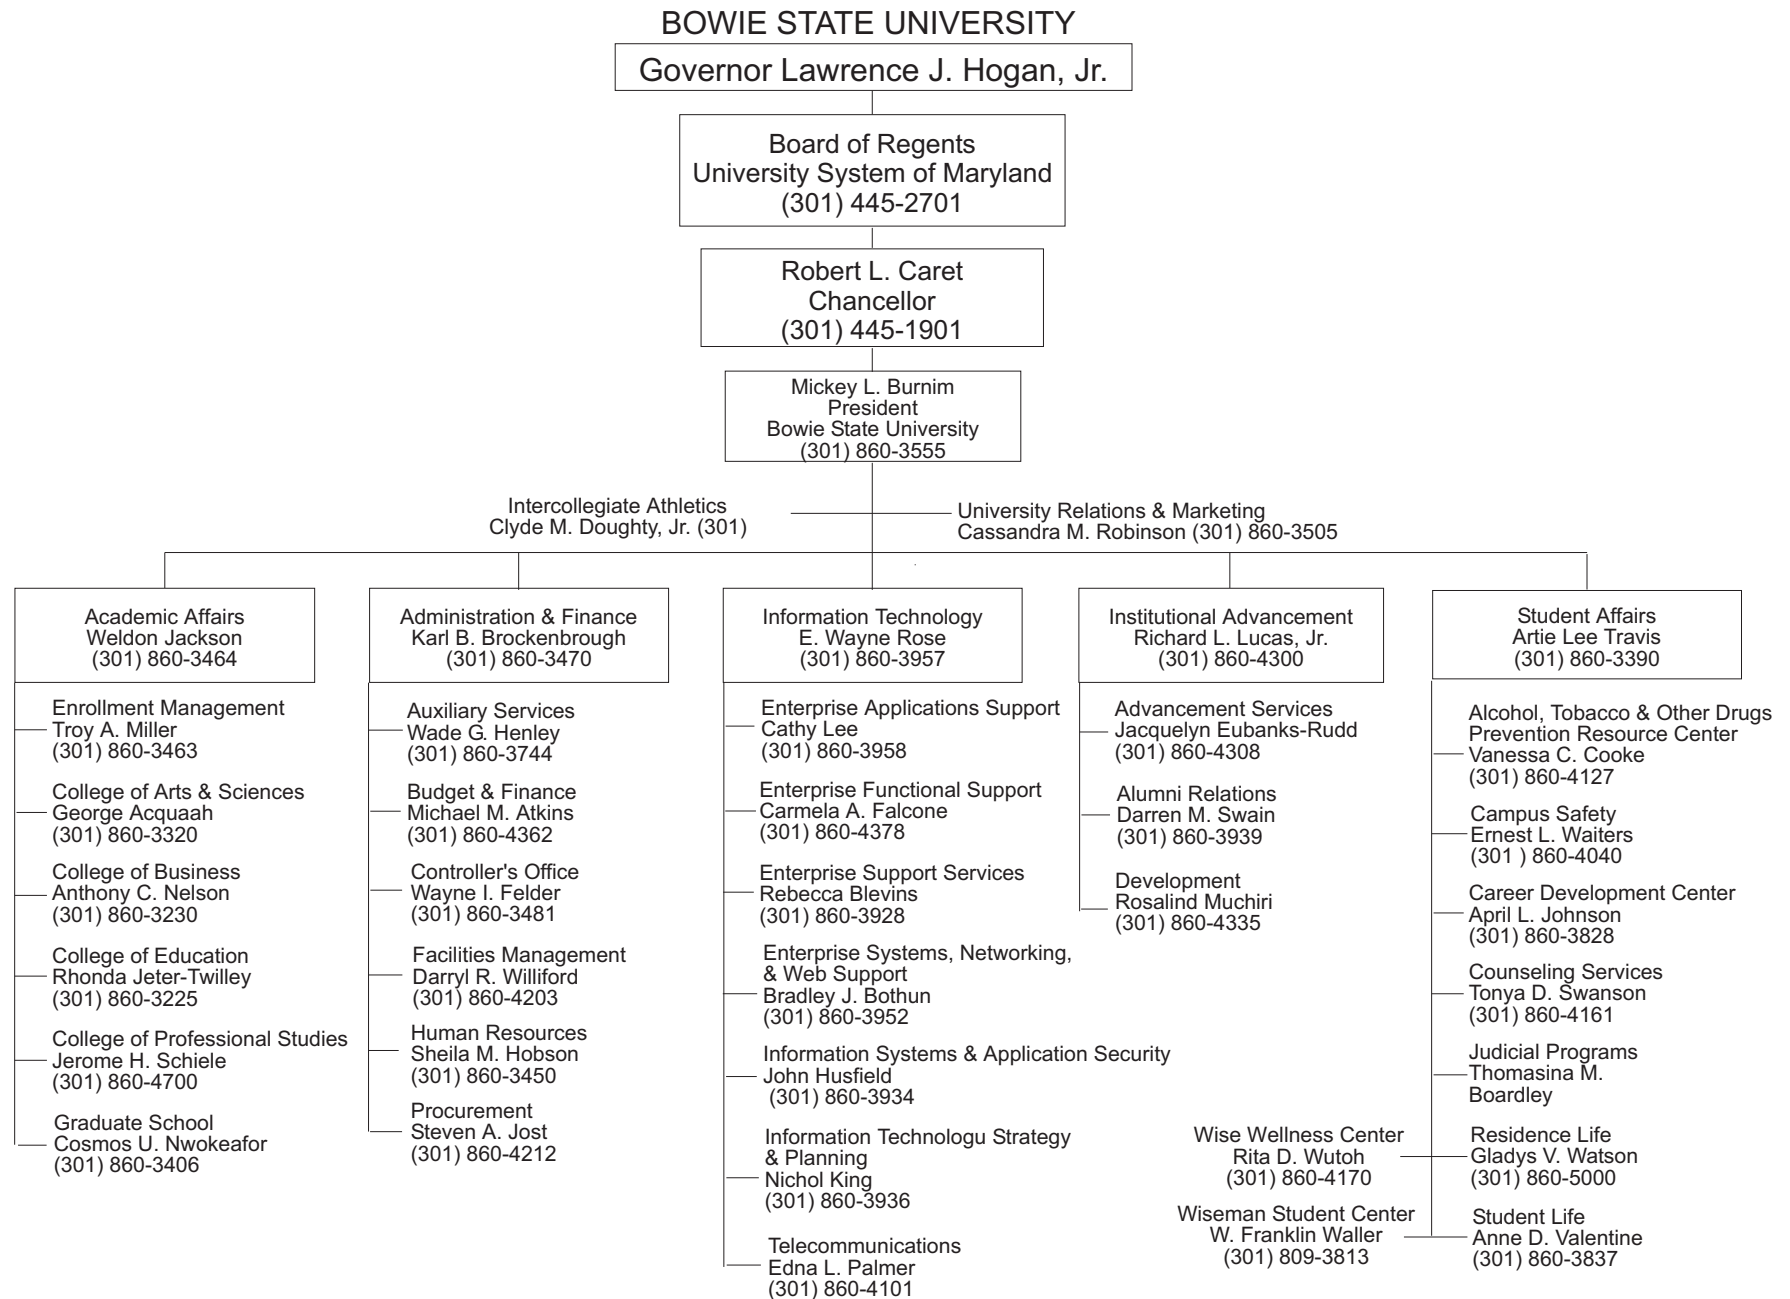 BOWIE STATE UNIVERSITY
Governor Lawrence J. Hogan, Jr.
Board of Regents
University System of Maryland
(301) 445-2701
Robert L. Caret
Chancellor
(301) 445-1901
Mickey L. Burnim
President
Bowie State University
(301) 860-3555
Intercollegiate Athletics
Clyde M. Doughty, Jr. (301)
University Relations & Marketing
Cassandra M. Robinson (301) 860-3505
Academic Affairs
Weldon Jackson
(301) 860-3464
Enrollment Management
Troy A. Miller
(301) 860-3463
College of Arts & Sciences
George Acquaah
(301) 860-3320
College of Business
Anthony C. Nelson
(301) 860-3230
College of Education
Rhonda Jeter-Twilley
(301) 860-3225
College of Professional Studies
Jerome H. Schiele
(301) 860-4700
Graduate School
Cosmos U. Nwokeafor
(301) 860-3406
Administration & Finance
Karl B. Brockenbrough
(301) 860-3470
Auxiliary Services
Wade G. Henley
(301) 860-3744
Budget & Finance
Michael M. Atkins
(301) 860-4362
Controller's Office
Wayne I. Felder
(301) 860-3481
Facilities Management
Darryl R. Williford
(301) 860-4203
Human Resources
Sheila M. Hobson
(301) 860-3450
Procurement
Steven A. Jost
(301) 860-4212
Information Technology
E. Wayne Rose
(301) 860-3957
Enterprise Applications Support
Cathy Lee
(301) 860-3958
Enterprise Functional Support
Carmela A. Falcone
(301) 860-4378
Enterprise Support Services
Rebecca Blevins
(301) 860-3928
Enterprise Systems, Networking,
& Web Support
Bradley J. Bothun
(301) 860-3952
Information Systems & Application Security
John Husfield
(301) 860-3934
Information Technologu Strategy
& Planning
Nichol King
(301) 860-3936
Telecommunications
Edna L. Palmer
(301) 860-4101
Institutional Advancement
Richard L. Lucas, Jr.
(301) 860-4300
Advancement Services
Jacquelyn Eubanks-Rudd
(301) 860-4308
Alumni Relations
Darren M. Swain
(301) 860-3939
Development
Rosalind Muchiri
(301) 860-4335
Student Affairs
Artie Lee Travis
(301) 860-3390
Alcohol, Tobacco & Other Drugs
Prevention Resource Center
Vanessa C. Cooke
(301) 860-4127
Campus Safety
Ernest L. Waiters
(301 ) 860-4040
Career Development Center
April L. Johnson
(301) 860-3828
Counseling Services
Tonya D. Swanson
(301) 860-4161
Judicial Programs
Thomasina M.
Boardley
Wise Wellness Center
Rita D. Wutoh
(301) 860-4170
Residence Life
Gladys V. Watson
(301) 860-5000
Wiseman Student Center
W. Franklin Waller
(301) 809-3813
Student Life
Anne D. Valentine
(301) 860-3837